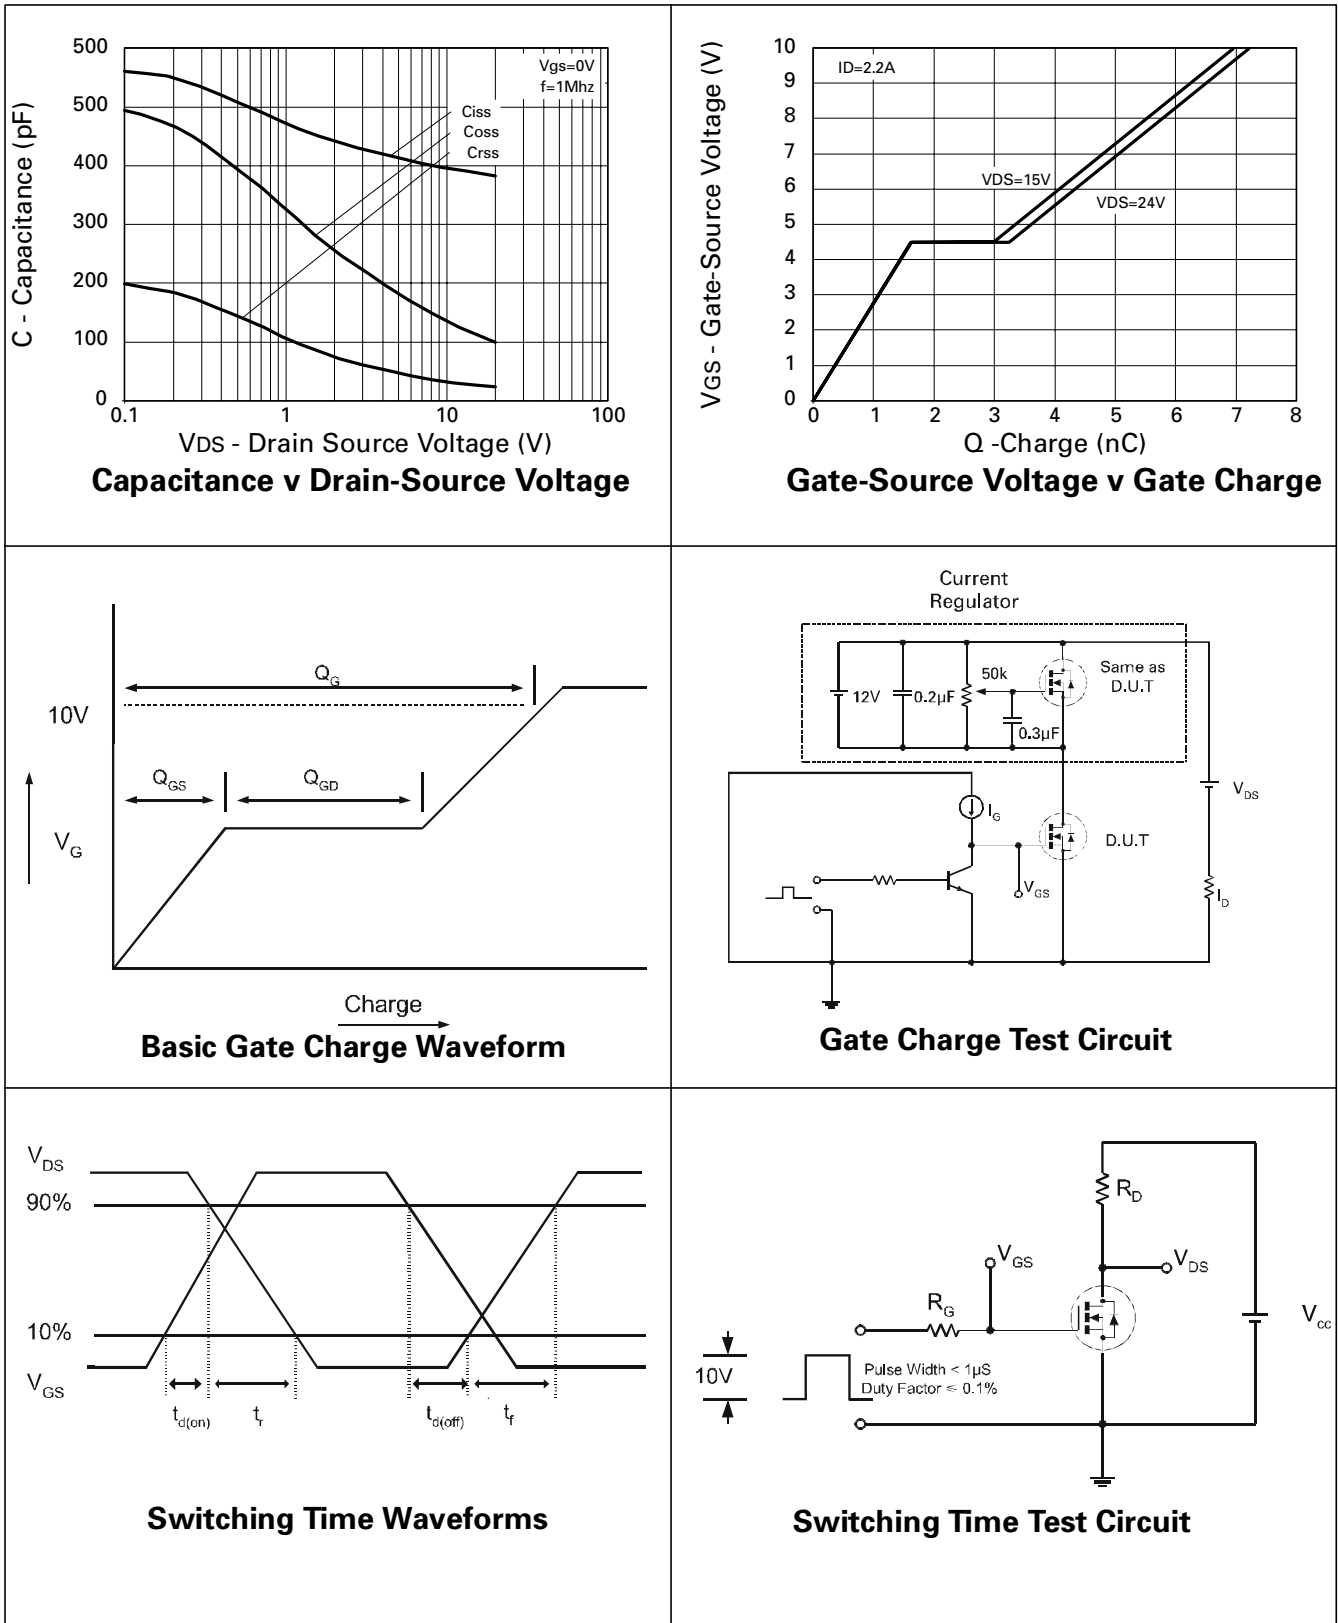 500
500
400
300
200
100
0
0.1
1
10
100
Vgs=0V
f=1Mhz
Ciss
Coss
Crss
C - Capacitance (pF)
VDS - Drain Source Voltage (V)
Capacitance v Drain-Source Voltage
10
9
8
7
6
5
4
3
2
1
0
0
1
2
3
4
5
6
7
8
ID=2.2A
VDS=15V
VDS=24V
VGS - Gate-Source Voltage (V)
Q -Charge (nC)
Gate-Source Voltage v Gate Charge
QG
10V
QGS
QGD
VG
Charge
Basic Gate Charge Waveform
Current
Regulator
12V
0.2µF
50k
0.3µF
Same as
D.U.T
VDS
IG
D.U.T
VGS
ID
Gate Charge Test Circuit
VDS
90%
10%
VGS
td(on)
tr
td(off)
tf
Switching Time Waveforms
RD
VGS
VDS
RG
Vcc
10V
Pulse Width < 1µS
Duty Factor ≤ 0.1%
Switching Time Test Circuit